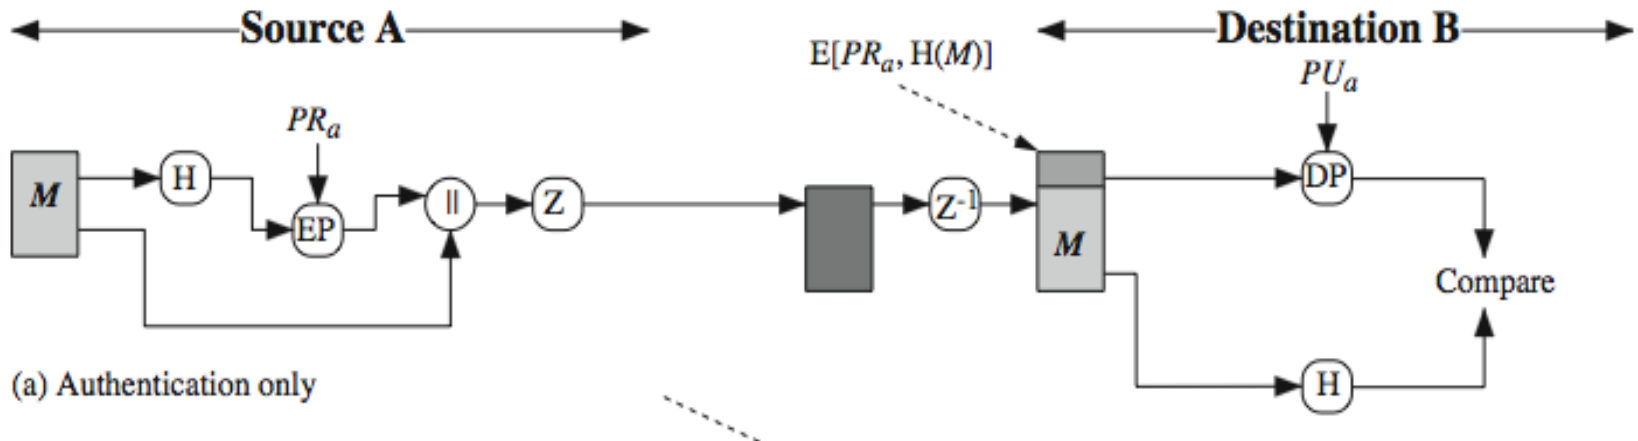 Source A
Destination B
E[PRa, H(M)]
PUa
PRa
M
H
EP
||
Z
Z-1
M
DP
Compare
H
(a) Authentication only